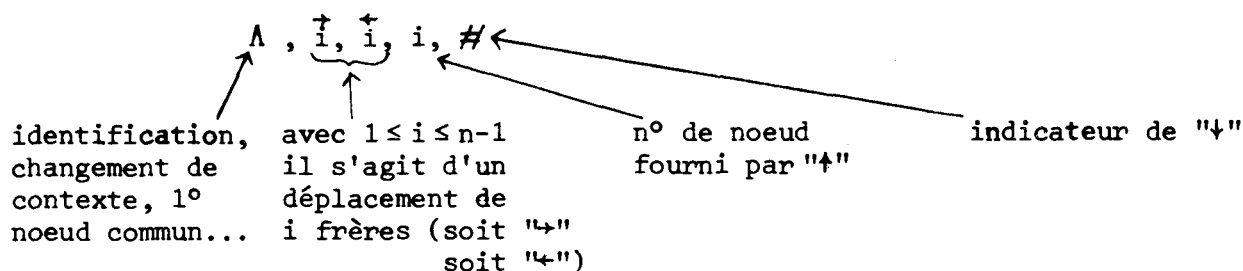 Λ , i⃗, i⃖, i, #
identification, avec 1 ≤ i ≤ n-1 n° de noeud indicateur de "↓"
changement de il s'agit d'un fourni par "↑"
contexte, 1° déplacement de
noeud commun... i frères (soit "↪"
soit "↩")